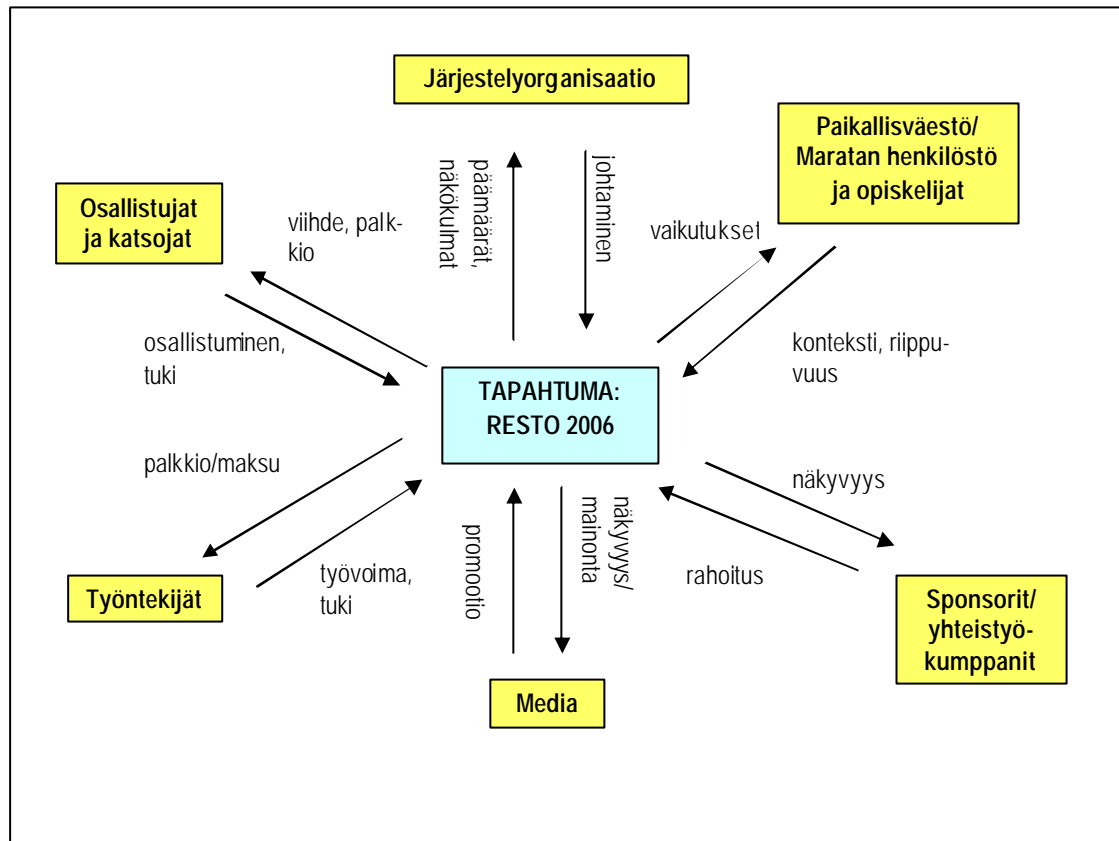 Järjestelyorganisaatio
Paikallisväestö/
Maratan henkilöstö
ja opiskelijat
Osallistujat
ja katsojat
viihde, palk-
kio
päämäärät,
näkökulmat
johtaminen
vaikutukset
osallistuminen,
tuki
konteksti, riippu-
vuus
TAPAHTUMA:
RESTO 2006
palkkio/maksu
näkyvyys
promootio
näkyvyys/
mainonta
työvoima,
tuki
rahoitus
Työntekijät
Sponsorit/
yhteistyö-
kumppanit
Media